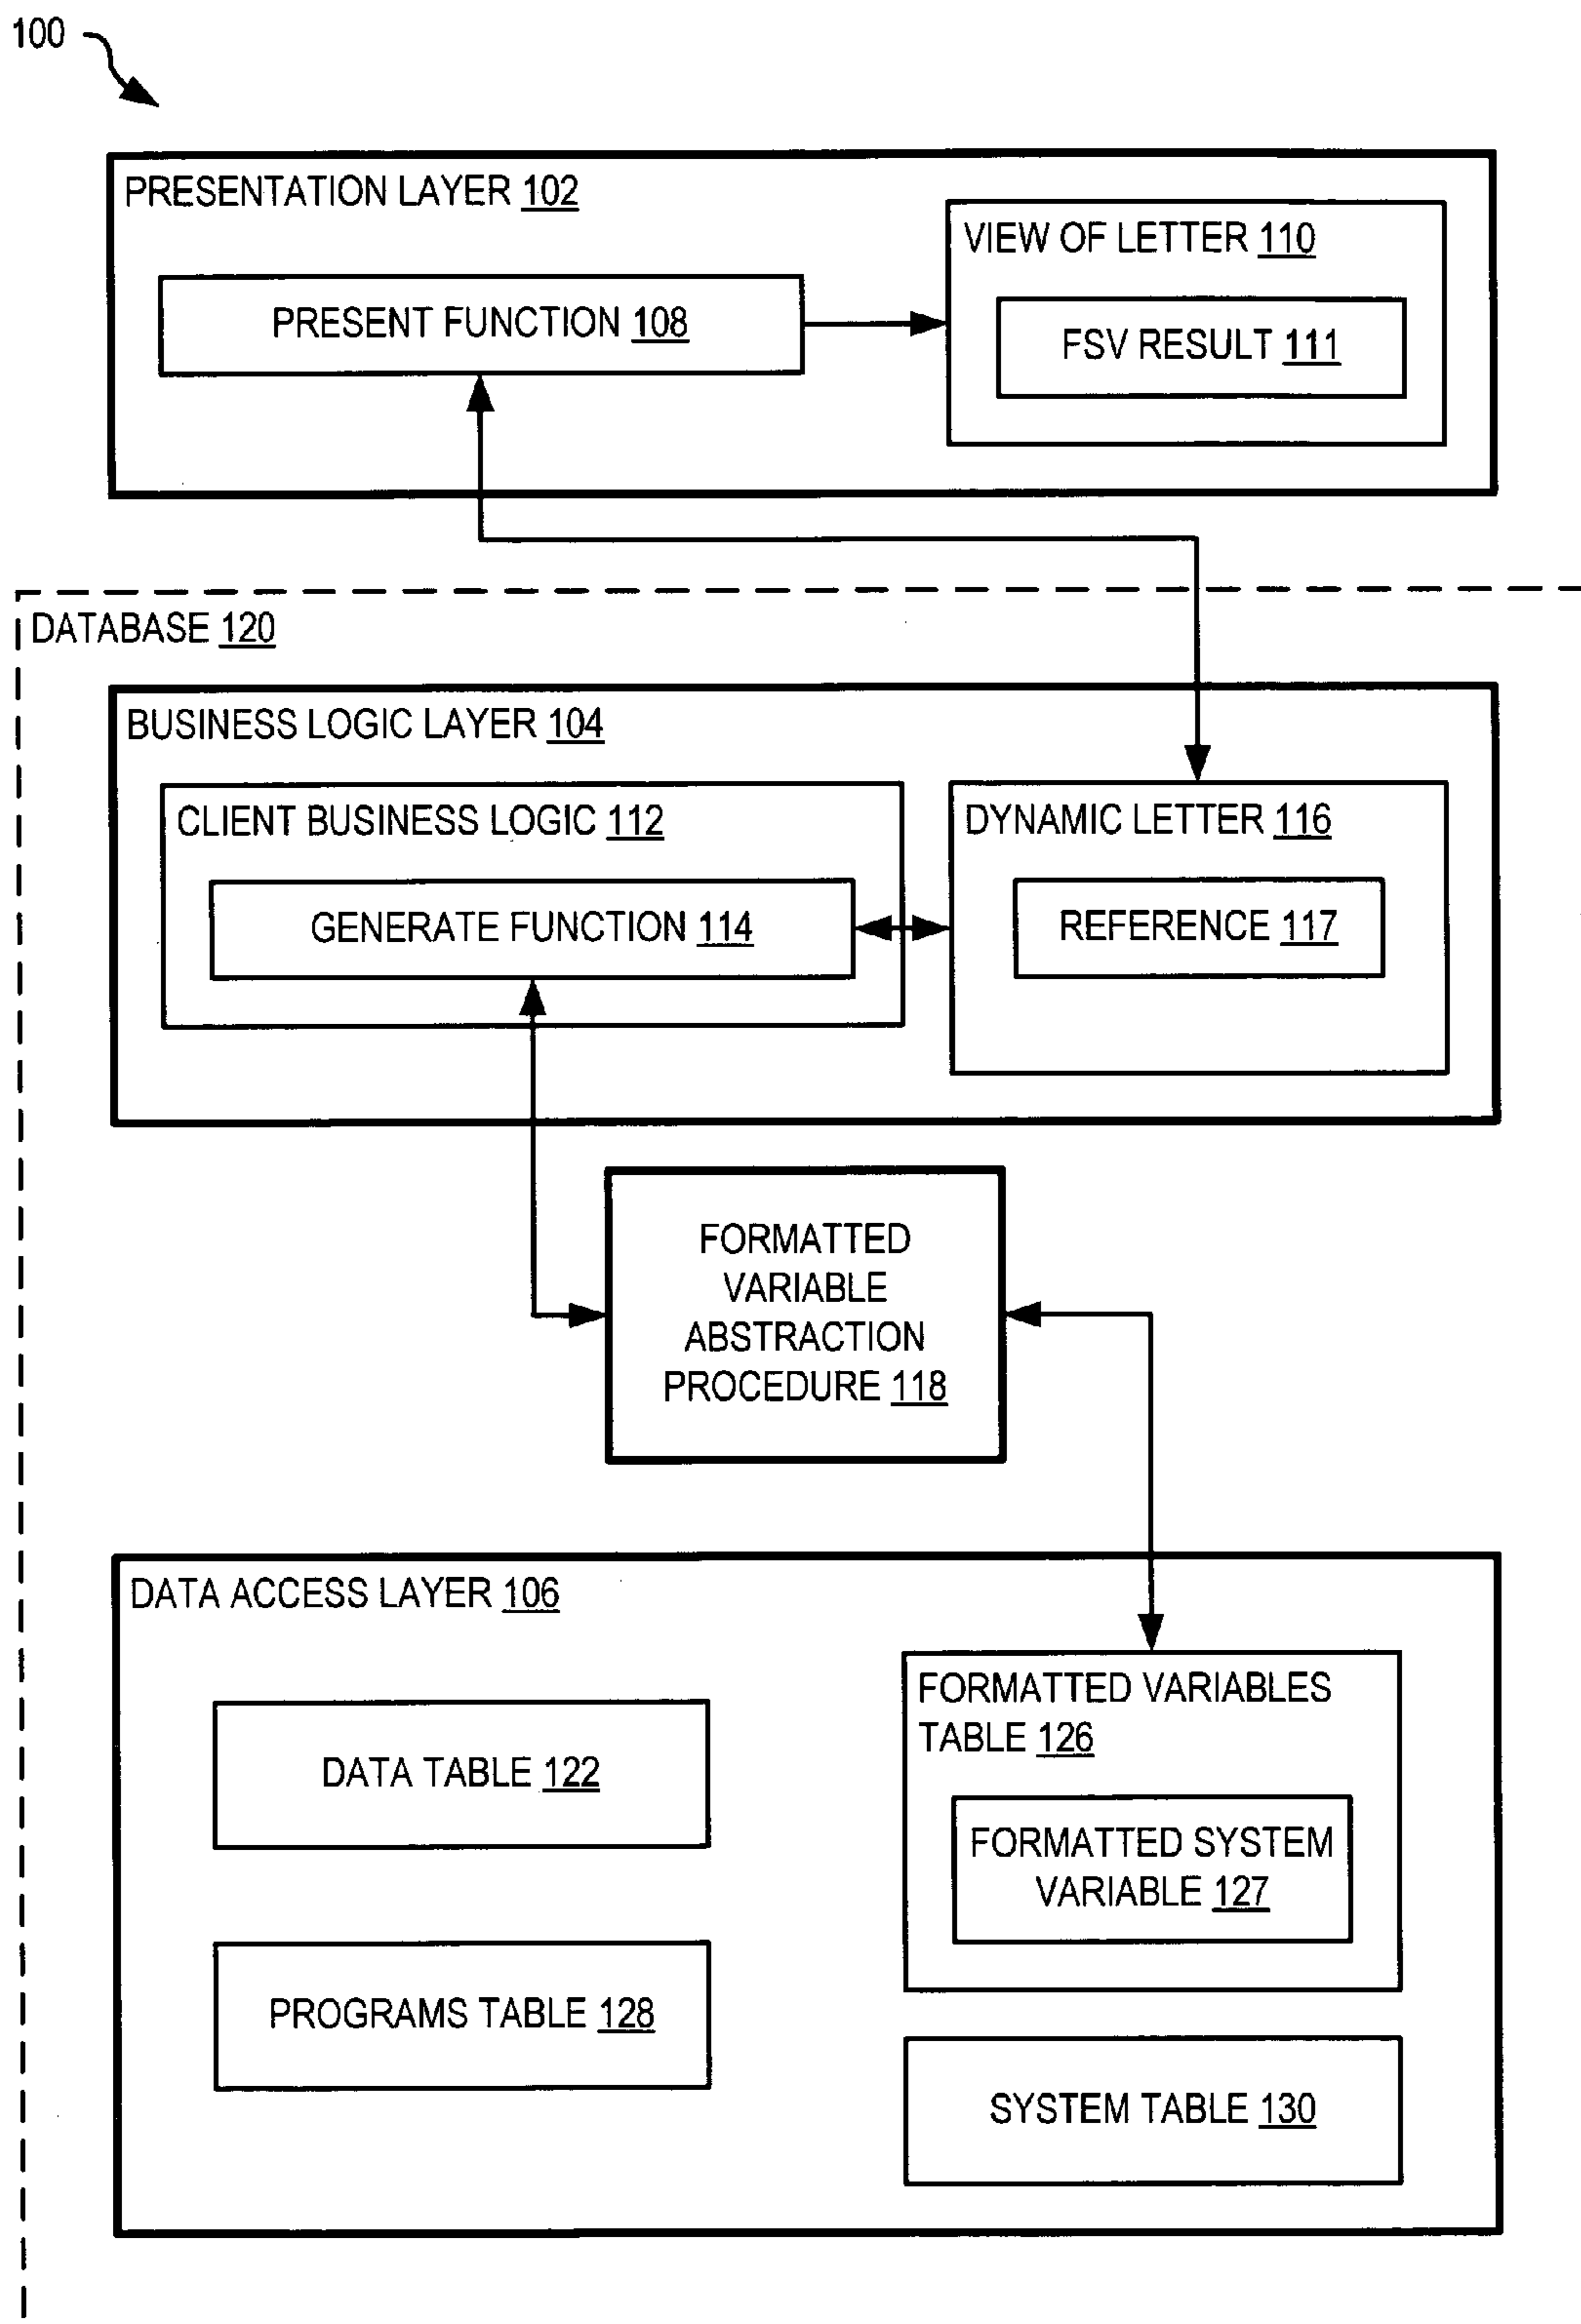 100
PRESENTATION LAYER 102
VIEW OF LETTER 110
PRESENT FUNCTION 108
FSV RESULT 111
DATABASE 120
BUSINESS LOGIC LAYER 104
CLIENT BUSINESS LOGIC 112
DYNAMIC LETTER 116
GENERATE FUNCTION 114
REFERENCE 117
FORMATTED
VARIABLE
ABSTRACTION
PROCEDURE 118
DATA ACCESS LAYER 106
FORMATTED VARIABLES
TABLE 126
DATA TABLE 122
FORMATTED SYSTEM
VARIABLE 127
PROGRAMS TABLE 128
SYSTEM TABLE 130